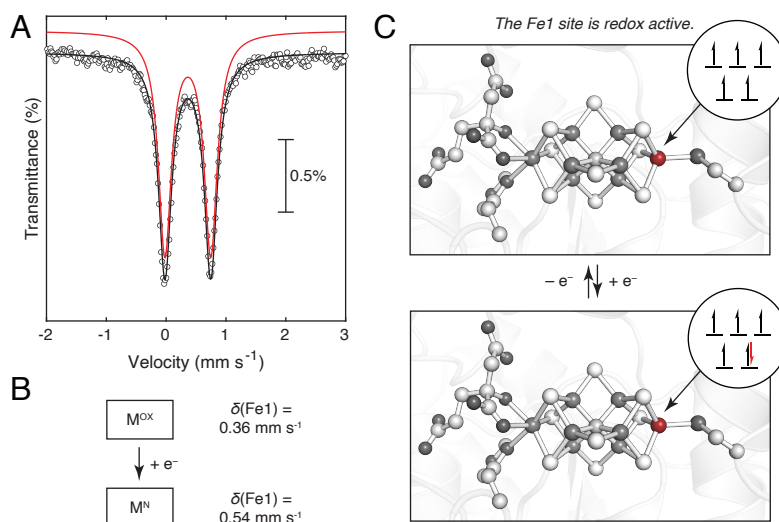 A
Transmittance (%)
0.5%
-2
-1
0
1
2
3
Velocity (mm s⁻¹)
B
Mᴼˣ
δ(Fe1) =
0.36 mm s⁻¹
+ e⁻
Mᴺ
δ(Fe1) =
0.54 mm s⁻¹
C
The Fe1 site is redox active.
– e⁻
+ e⁻